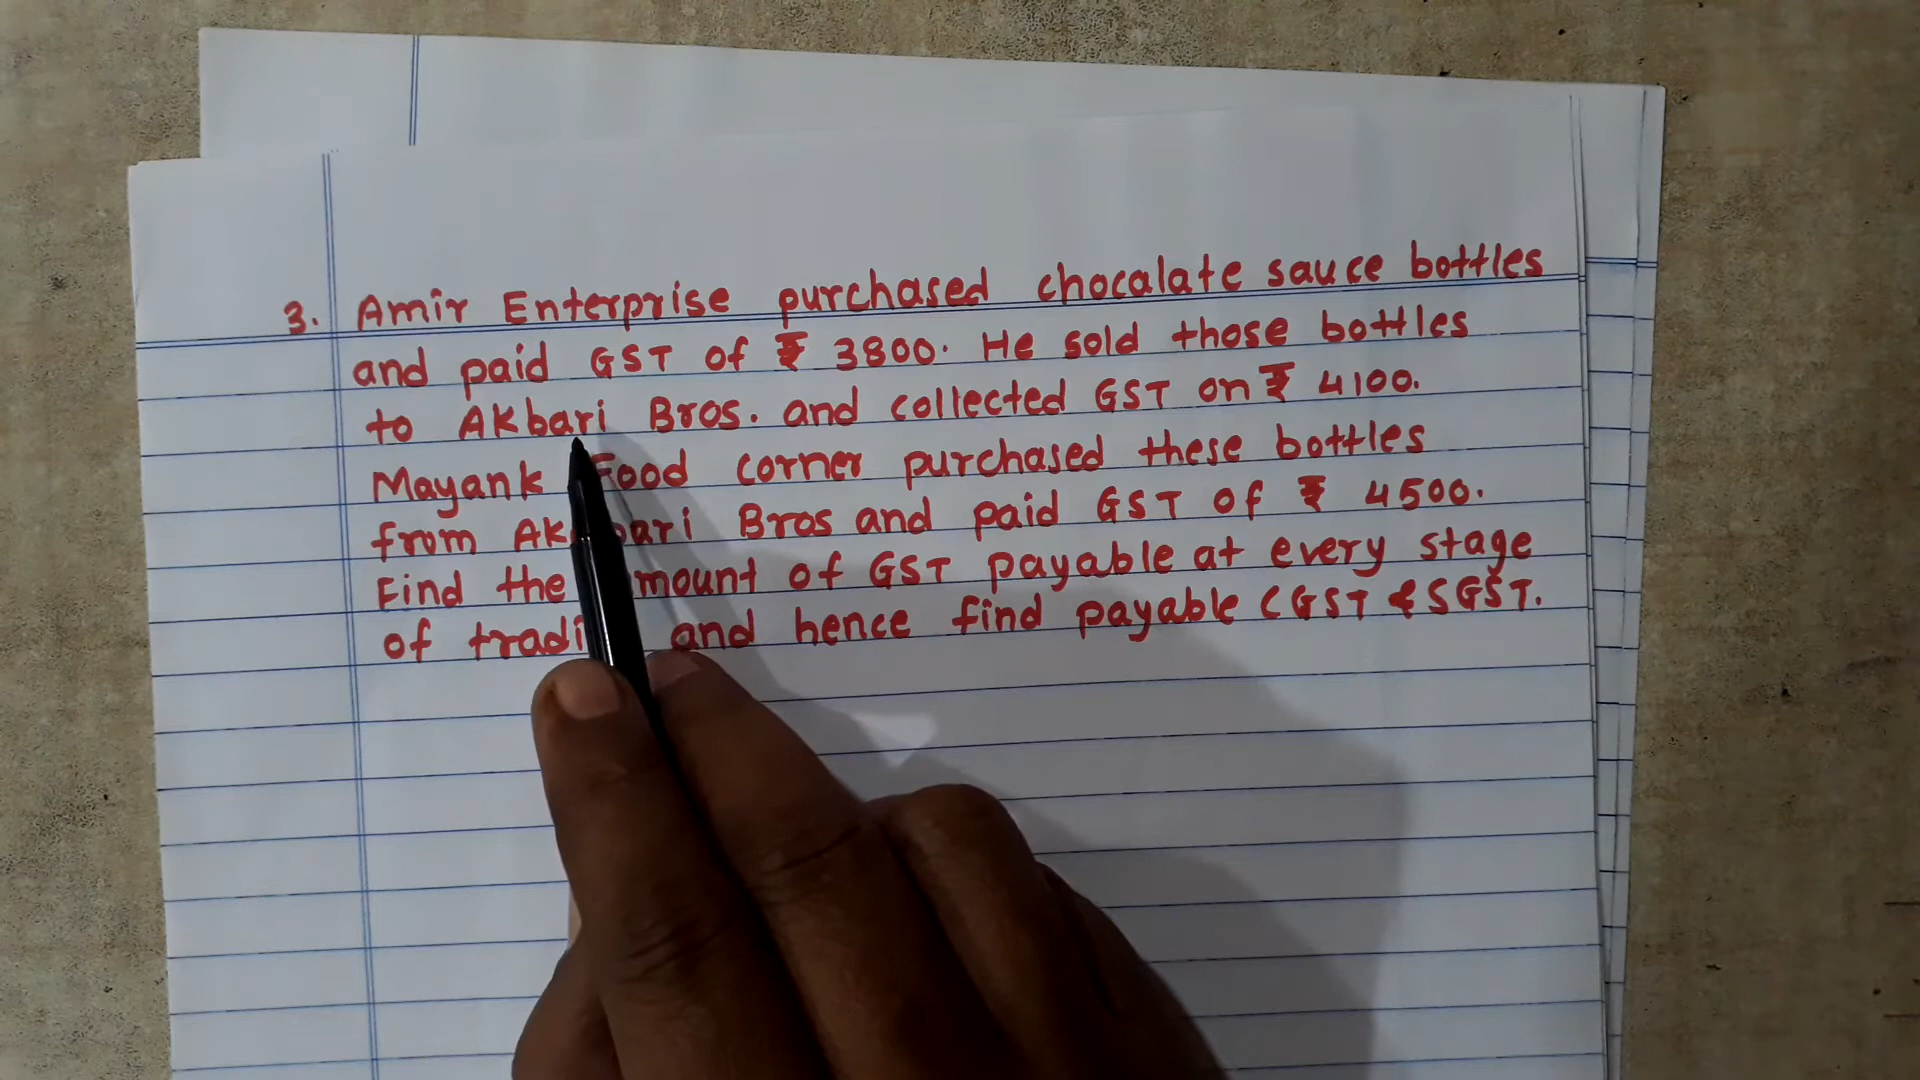 3. Amir Enterprise purchased chocalate sauce bottles
and paid GST of ₹ 3800. He sold those bottles
to Akbari Bros. and collected GST on ₹ 4100.
Mayank Food corner purchased these bottles
from Akbari Bros and paid GST of ₹ 4500.
Find the amount of GST payable at every stage
of and hence find payable CGST & SGST.